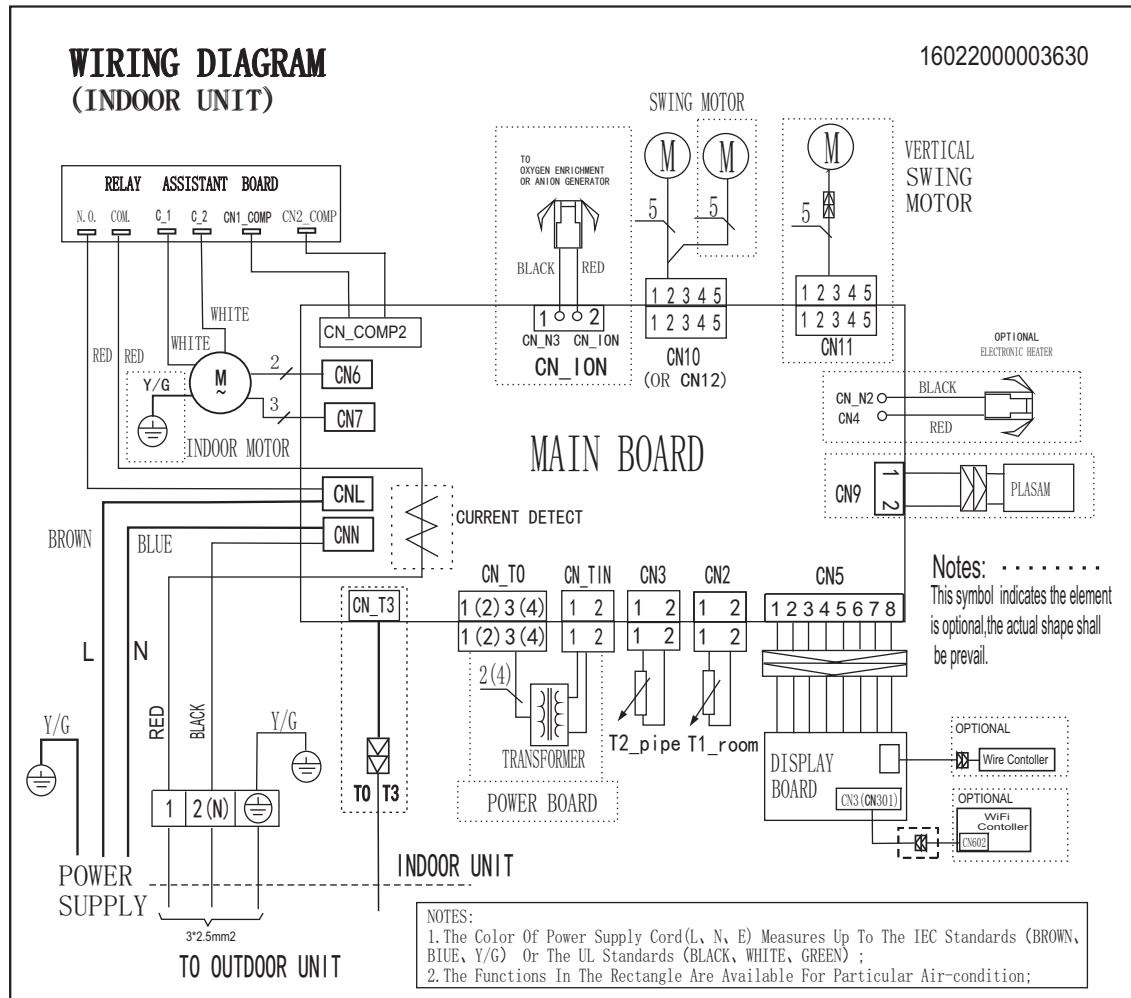 WIRING DIAGRAM
(INDOOR UNIT)
16022000003630
RELAY ASSISTANT BOARD
N.O. COM. C_1 C_2 CN1_COMP CN2_COMP
TO
OXYGEN ENRICHMENT
OR ANION GENERATOR
BLACK RED
1 2
CN_N3 CN_ION
CN_ION
SWING MOTOR
M M
5 5
1 2 3 4 5
1 2 3 4 5
CN10
(OR CN12)
M
VERTICAL
SWING
MOTOR
5
1 2 3 4 5
1 2 3 4 5
CN11
WHITE
WHITE
RED RED
CN_COMP2
Y/G
M
~
2
CN6
3
CN7
INDOOR MOTOR
MAIN BOARD
OPTIONAL
ELECTRONIC HEATER
CN_N2
BLACK
CN4
RED
CN9
1
2
PLASAM
CNL
CNN
CURRENT DETECT
BROWN
BLUE
CN_T3
TO T3
CN_TO
1(2)3(4)
1(2)3(4)
2(4)
CN_TIN
1 2
1 2
TRANSFORMER
POWER BOARD
CN3
1 2
1 2
T2_pipe
CN2
1 2
1 2
T1_room
CN5
1 2 3 4 5 6 7 8
DISPLAY
BOARD
CN3(CN301)
Notes: ········
This symbol indicates the element
is optional,the actual shape shall
be prevail.
OPTIONAL
Wire Contoller
OPTIONAL
WiFi
Contoller
CN602
L N
Y/G
RED
BLACK
Y/G
1 2(N)
POWER
SUPPLY
INDOOR UNIT
3*2.5mm2
TO OUTDOOR UNIT
NOTES:
1.The Color Of Power Supply Cord(L、N、E) Measures Up To The IEC Standards (BROWN、
BIUE、Y/G) Or The UL Standards (BLACK、WHITE、GREEN) ;
2.The Functions In The Rectangle Are Available For Particular Air-condition;